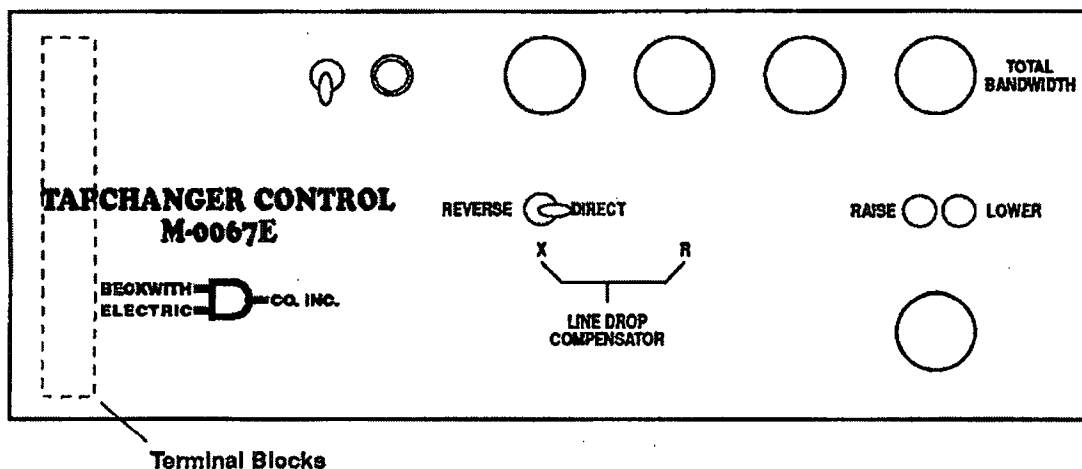 TOTAL
BANDWIDTH
TAPCHANGER CONTROL
M-0067E
REVERSE
DIRECT
RAISE
LOWER
X
R
BECKWITH
ELECTRIC
CO. INC.
LINE DROP
COMPENSATOR
Terminal Blocks